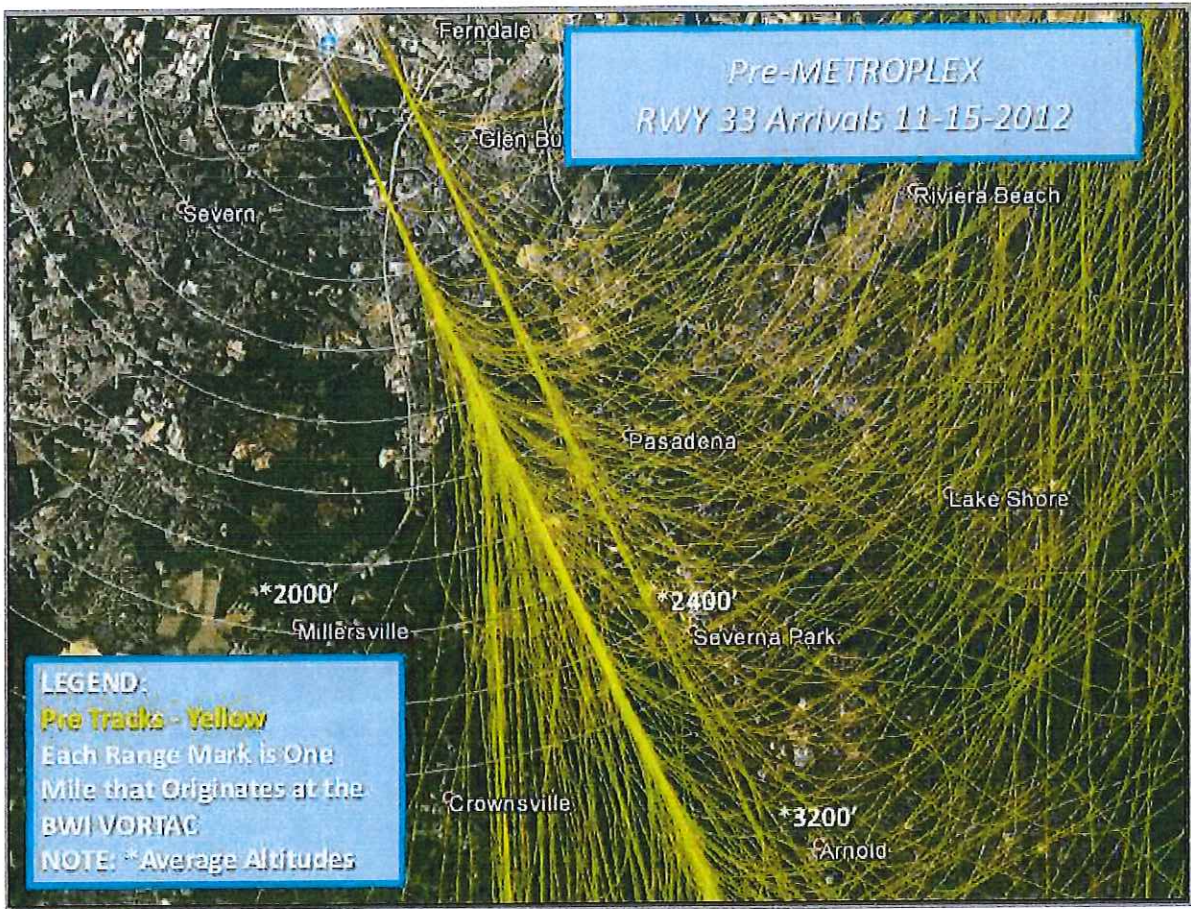 Ferndale
Pre-METROPLEX
RWY 33 Arrivals 11-15-2012
Glen Bu
Riviera Beach
Severn
Pasadena
Lake Shore
*2000'
*2400'
Millersville
Severna Park
LEGEND:
Pre Tracks - Yellow
Each Range Mark is One
Mile that Originates at the
BWI VORTAC
NOTE: *Average Altitudes
Crownsville
*3200'
Arnold